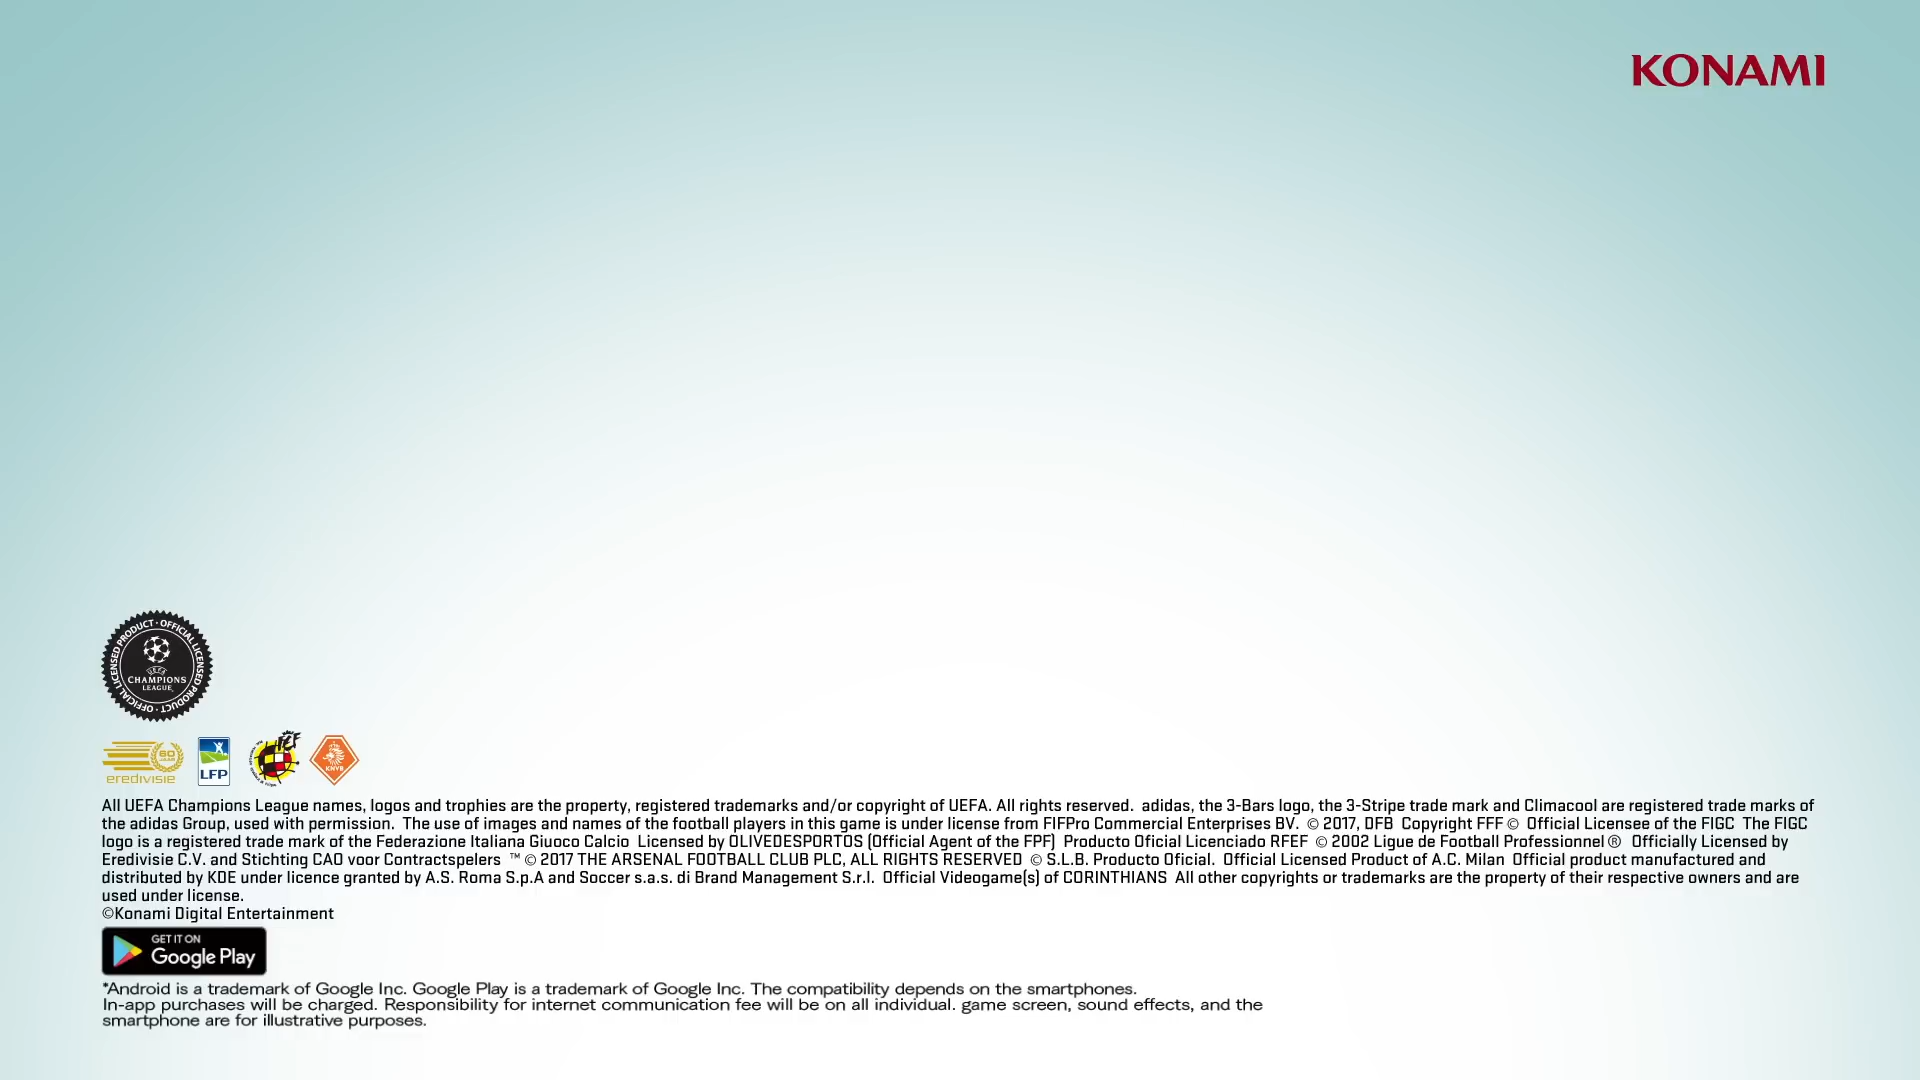 KONAMI
OFFICIAL LICENSED PRODUCT · OFFICIAL LICENSED PRODUCT ·
UEFA
CHAMPIONS
LEAGUE
60
eredivisie
LFP
KNVB
All UEFA Champions League names, logos and trophies are the property, registered trademarks and/or copyright of UEFA. All rights reserved.  adidas, the 3-Bars logo, the 3-Stripe trade mark and Climacool are registered trade marks of
the adidas Group, used with permission.  The use of images and names of the football players in this game is under license from FIFPro Commercial Enterprises BV.  © 2017, DFB  Copyright FFF ©  Official Licensee of the FIGC  The FIGC
logo is a registered trade mark of the Federazione Italiana Giuoco Calcio  Licensed by OLIVEDESPORTOS (Official Agent of the FPF)  Producto Oficial Licenciado RFEF  © 2002 Ligue de Football Professionnel ®  Officially Licensed by
Eredivisie C.V. and Stichting CAO voor Contractspelers  ™ © 2017 THE ARSENAL FOOTBALL CLUB PLC, ALL RIGHTS RESERVED  © S.L.B. Producto Oficial.  Official Licensed Product of A.C. Milan  Official product manufactured and
distributed by KDE under licence granted by A.S. Roma S.p.A and Soccer s.a.s. di Brand Management S.r.l.  Official Videogame(s) of CORINTHIANS  All other copyrights or trademarks are the property of their respective owners and are
used under license.
©Konami Digital Entertainment
GET IT ON
Google Play
*Android is a trademark of Google Inc. Google Play is a trademark of Google Inc. The compatibility depends on the smartphones.
In-app purchases will be charged. Responsibility for internet communication fee will be on all individual. game screen, sound effects, and the
smartphone are for illustrative purposes.